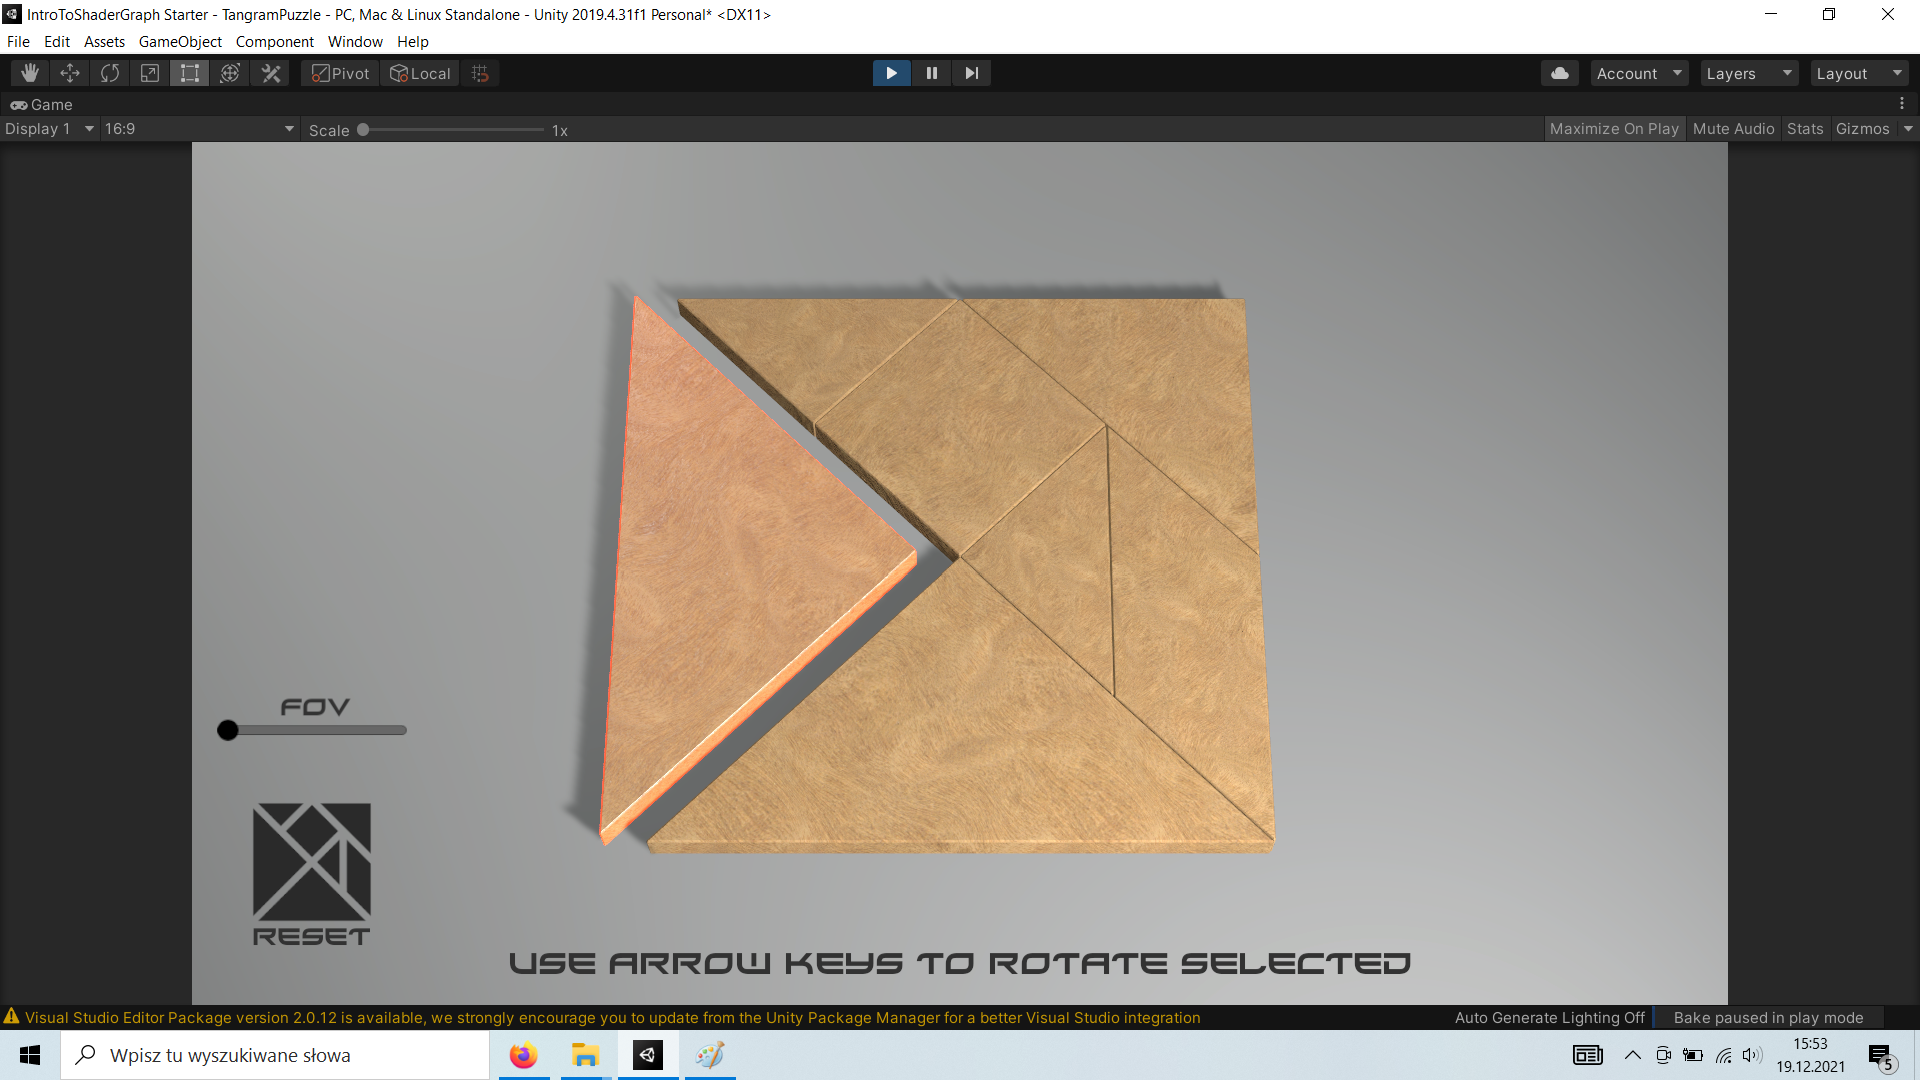 IntroToShaderGraph Starter - TangramPuzzle - PC, Mac & Linux Standalone - Unity 2019.4.31f1 Personal* <DX11>
File Edit Assets GameObject Component Window Help
Pivot Local Account Layers Layout
Game
Display 1 16:9 Scale 1x Maximize On Play Mute Audio Stats Gizmos
FOV
RESET
USE ARROW KEYS TO ROTATE SELECTED
Visual Studio Editor Package version 2.0.12 is available, we strongly encourage you to update from the Unity Package Manager for a better Visual Studio integration
Auto Generate Lighting Off Bake paused in play mode
Wpisz tu wyszukiwane słowa
15:53
19.12.2021
5